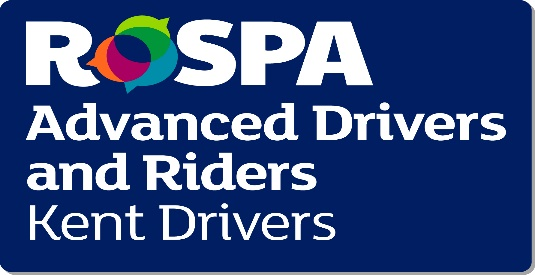 ROSPA
Advanced Drivers
and Riders
Kent Drivers